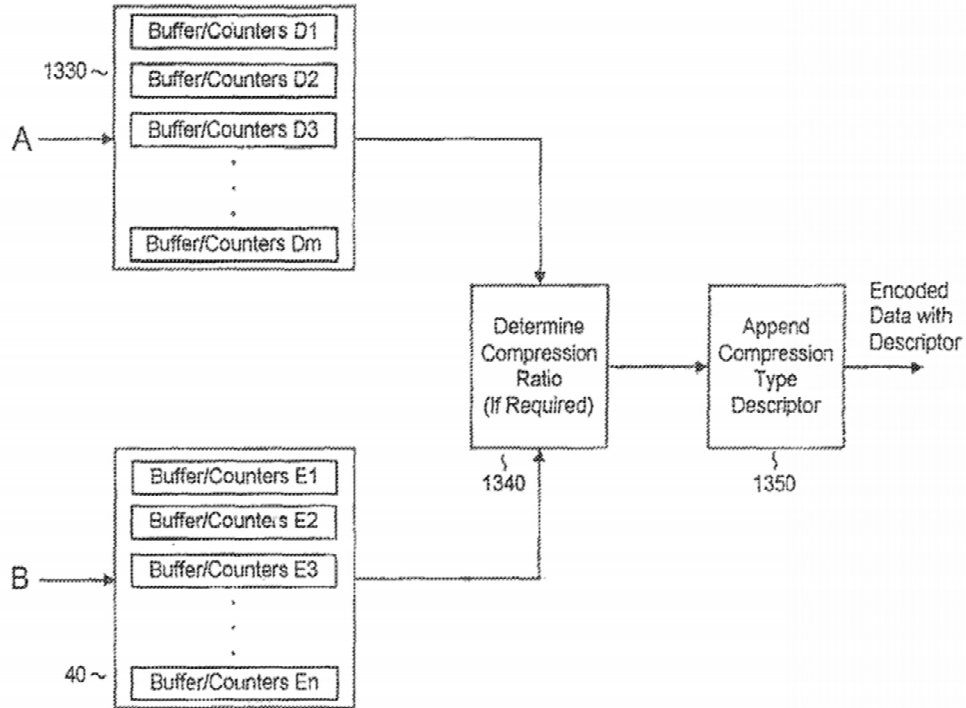 Buffer/Counters D1
1330
Buffer/Counters D2
A
Buffer/Counters D3
Buffer/Counters Dm
Determine
Compression
Ratio
(If Required)
1340
Append
Compression
Type
Descriptor
1350
Encoded
Data with
Descriptor
Buffer/Counters E1
Buffer/Counters E2
B
Buffer/Counters E3
40
Buffer/Counters En